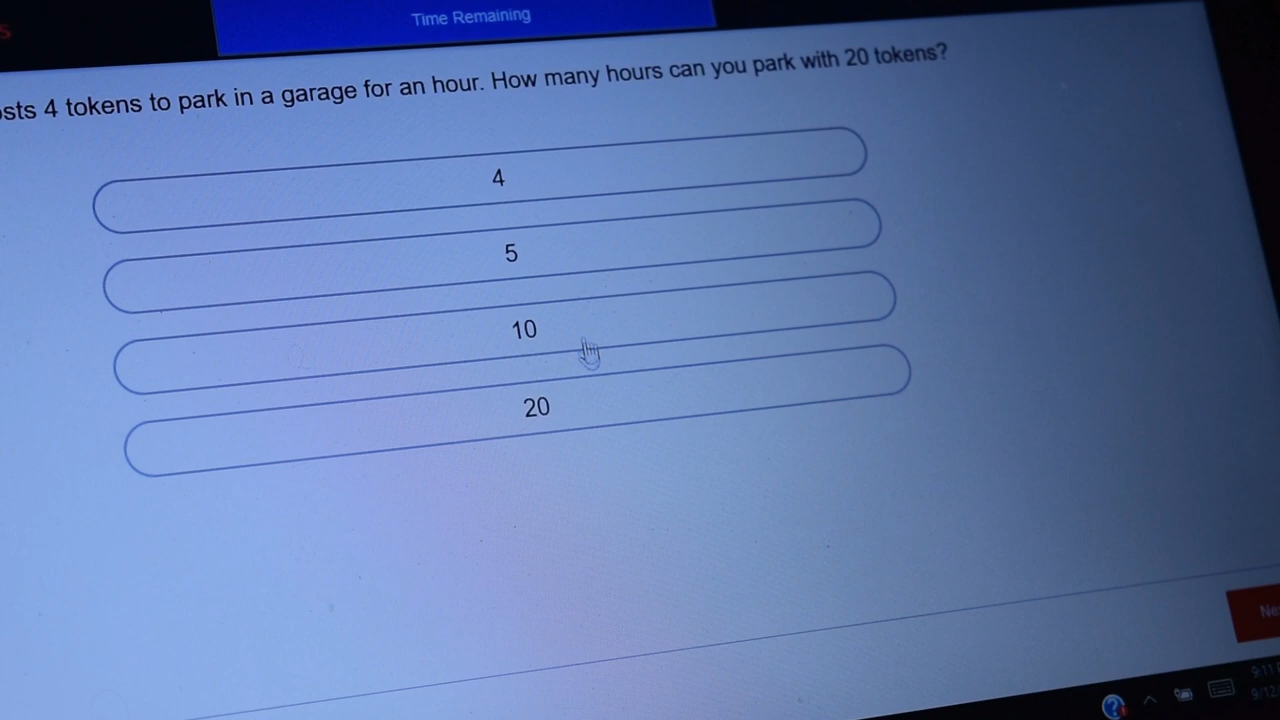 Time Remaining
4 tokens to park in a garage for an hour. How many hours can you park with 20 tokens?
4
5
10
20